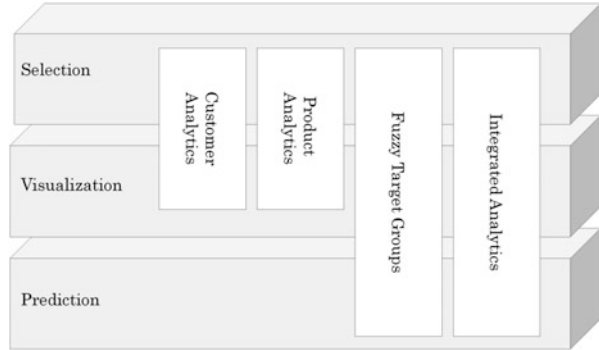 Selection
Customer
Analytics
Product
Analytics
Fuzzy Target Groups
Integrated Analytics
Visualization
Prediction